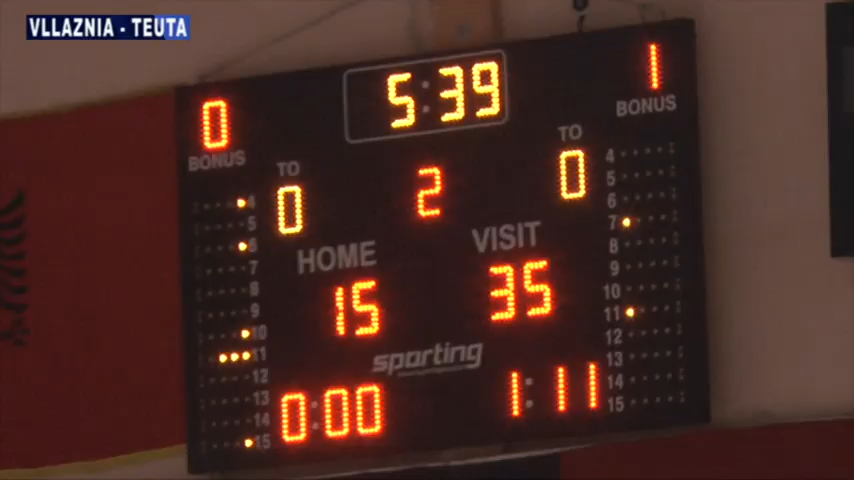 VLLAZNIA - TEUTA
5:39
0 1
BONUS BONUS
TO TO
0 2 0
HOME VISIT
15 35
sporting
0:00 1:11
4 4
5 5
6 6
7 7
8 8
9 9
10 10
11 11
12 12
13 13
14 14
15 15